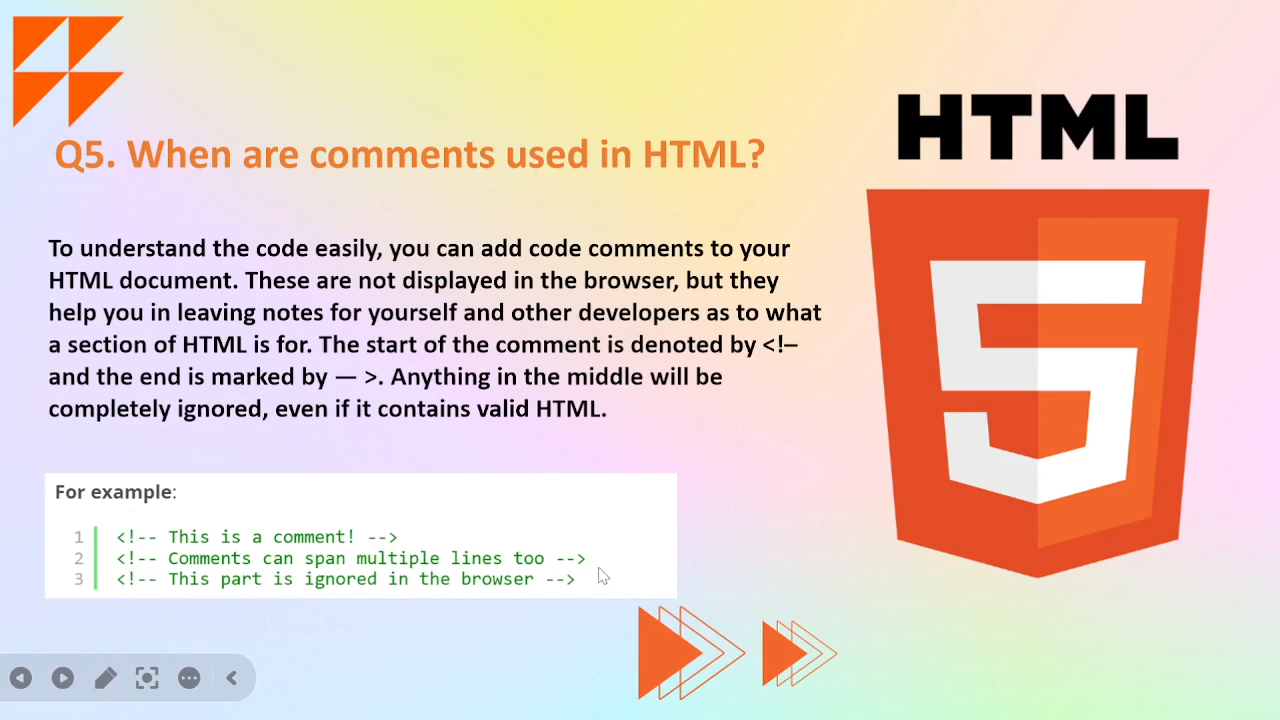 HTML
Q5. When are comments used in HTML?
To understand the code easily, you can add code comments to your
HTML document. These are not displayed in the browser, but they
help you in leaving notes for yourself and other developers as to what
a section of HTML is for. The start of the comment is denoted by <!–
and the end is marked by — >. Anything in the middle will be
completely ignored, even if it contains valid HTML.
5
For example:
1 <!-- This is a comment! -->
2 <!-- Comments can span multiple lines too -->
3 <!-- This part is ignored in the browser -->